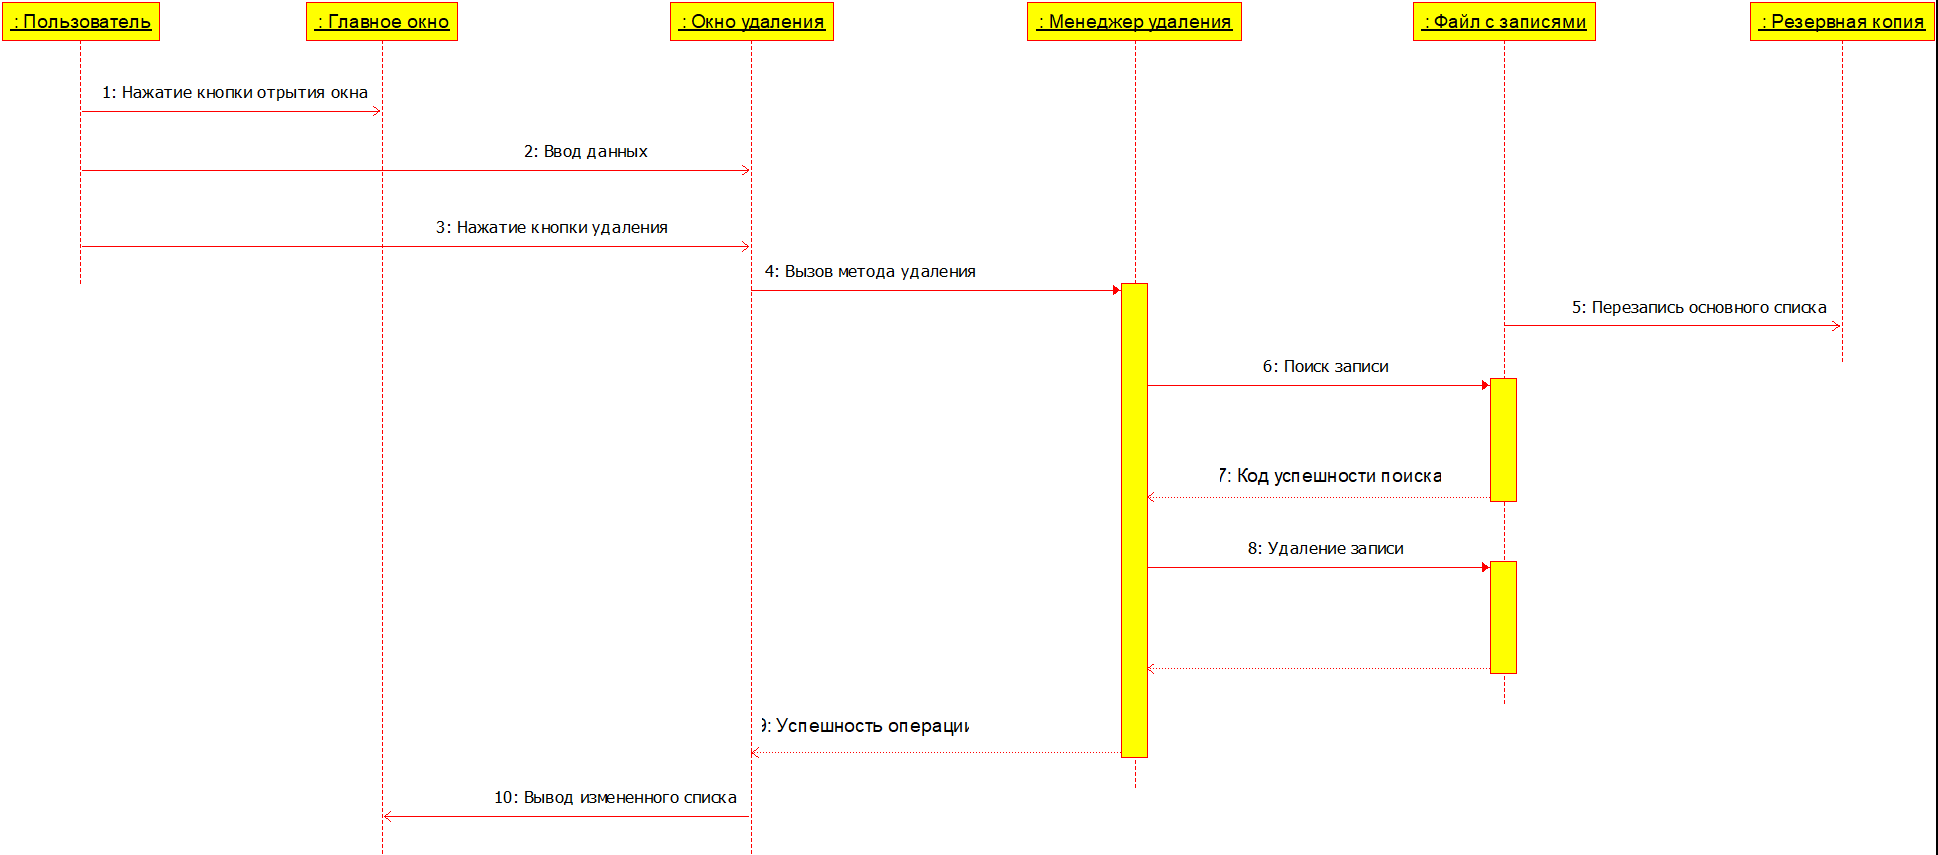 : Пользователь
: Главное окно
: Окно удаления
: Менеджер удаления
: Файл с записями
: Резервная копия
1: Нажатие кнопки отрытия окна
2: Ввод данных
3: Нажатие кнопки удаления
4: Вызов метода удаления
5: Перезапись основного списка
6: Поиск записи
7: Код успешности поиска
8: Удаление записи
9: Успешность операции
10: Вывод измененного списка